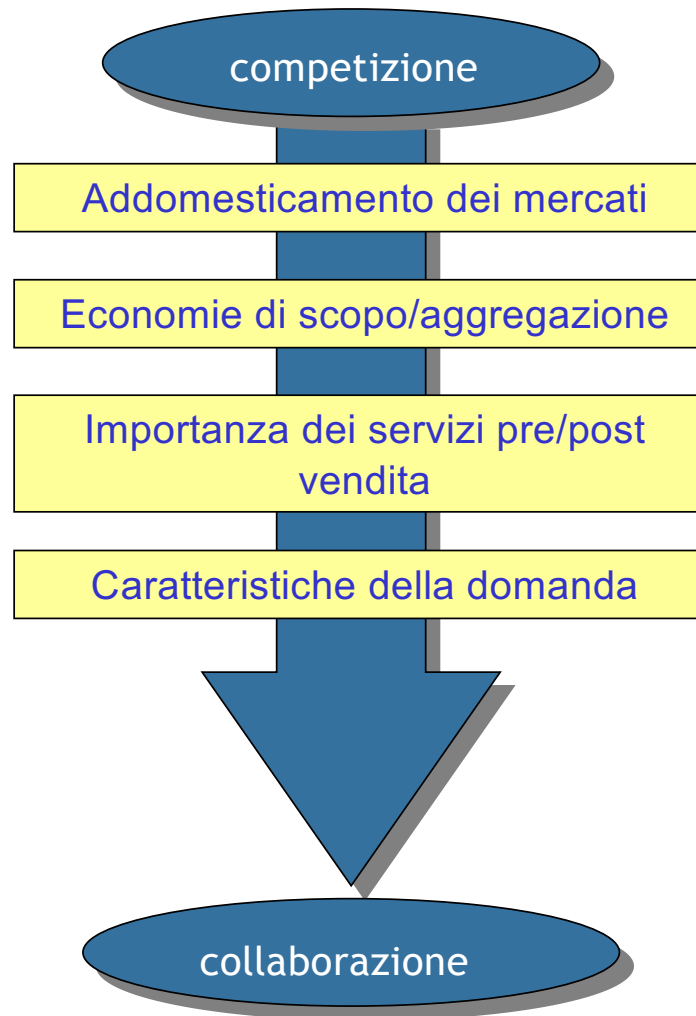 competizione
Addomesticamento dei mercati
Economie di scopo/aggregazione
Importanza dei servizi pre/post
vendita
Caratteristiche della domanda
collaborazione